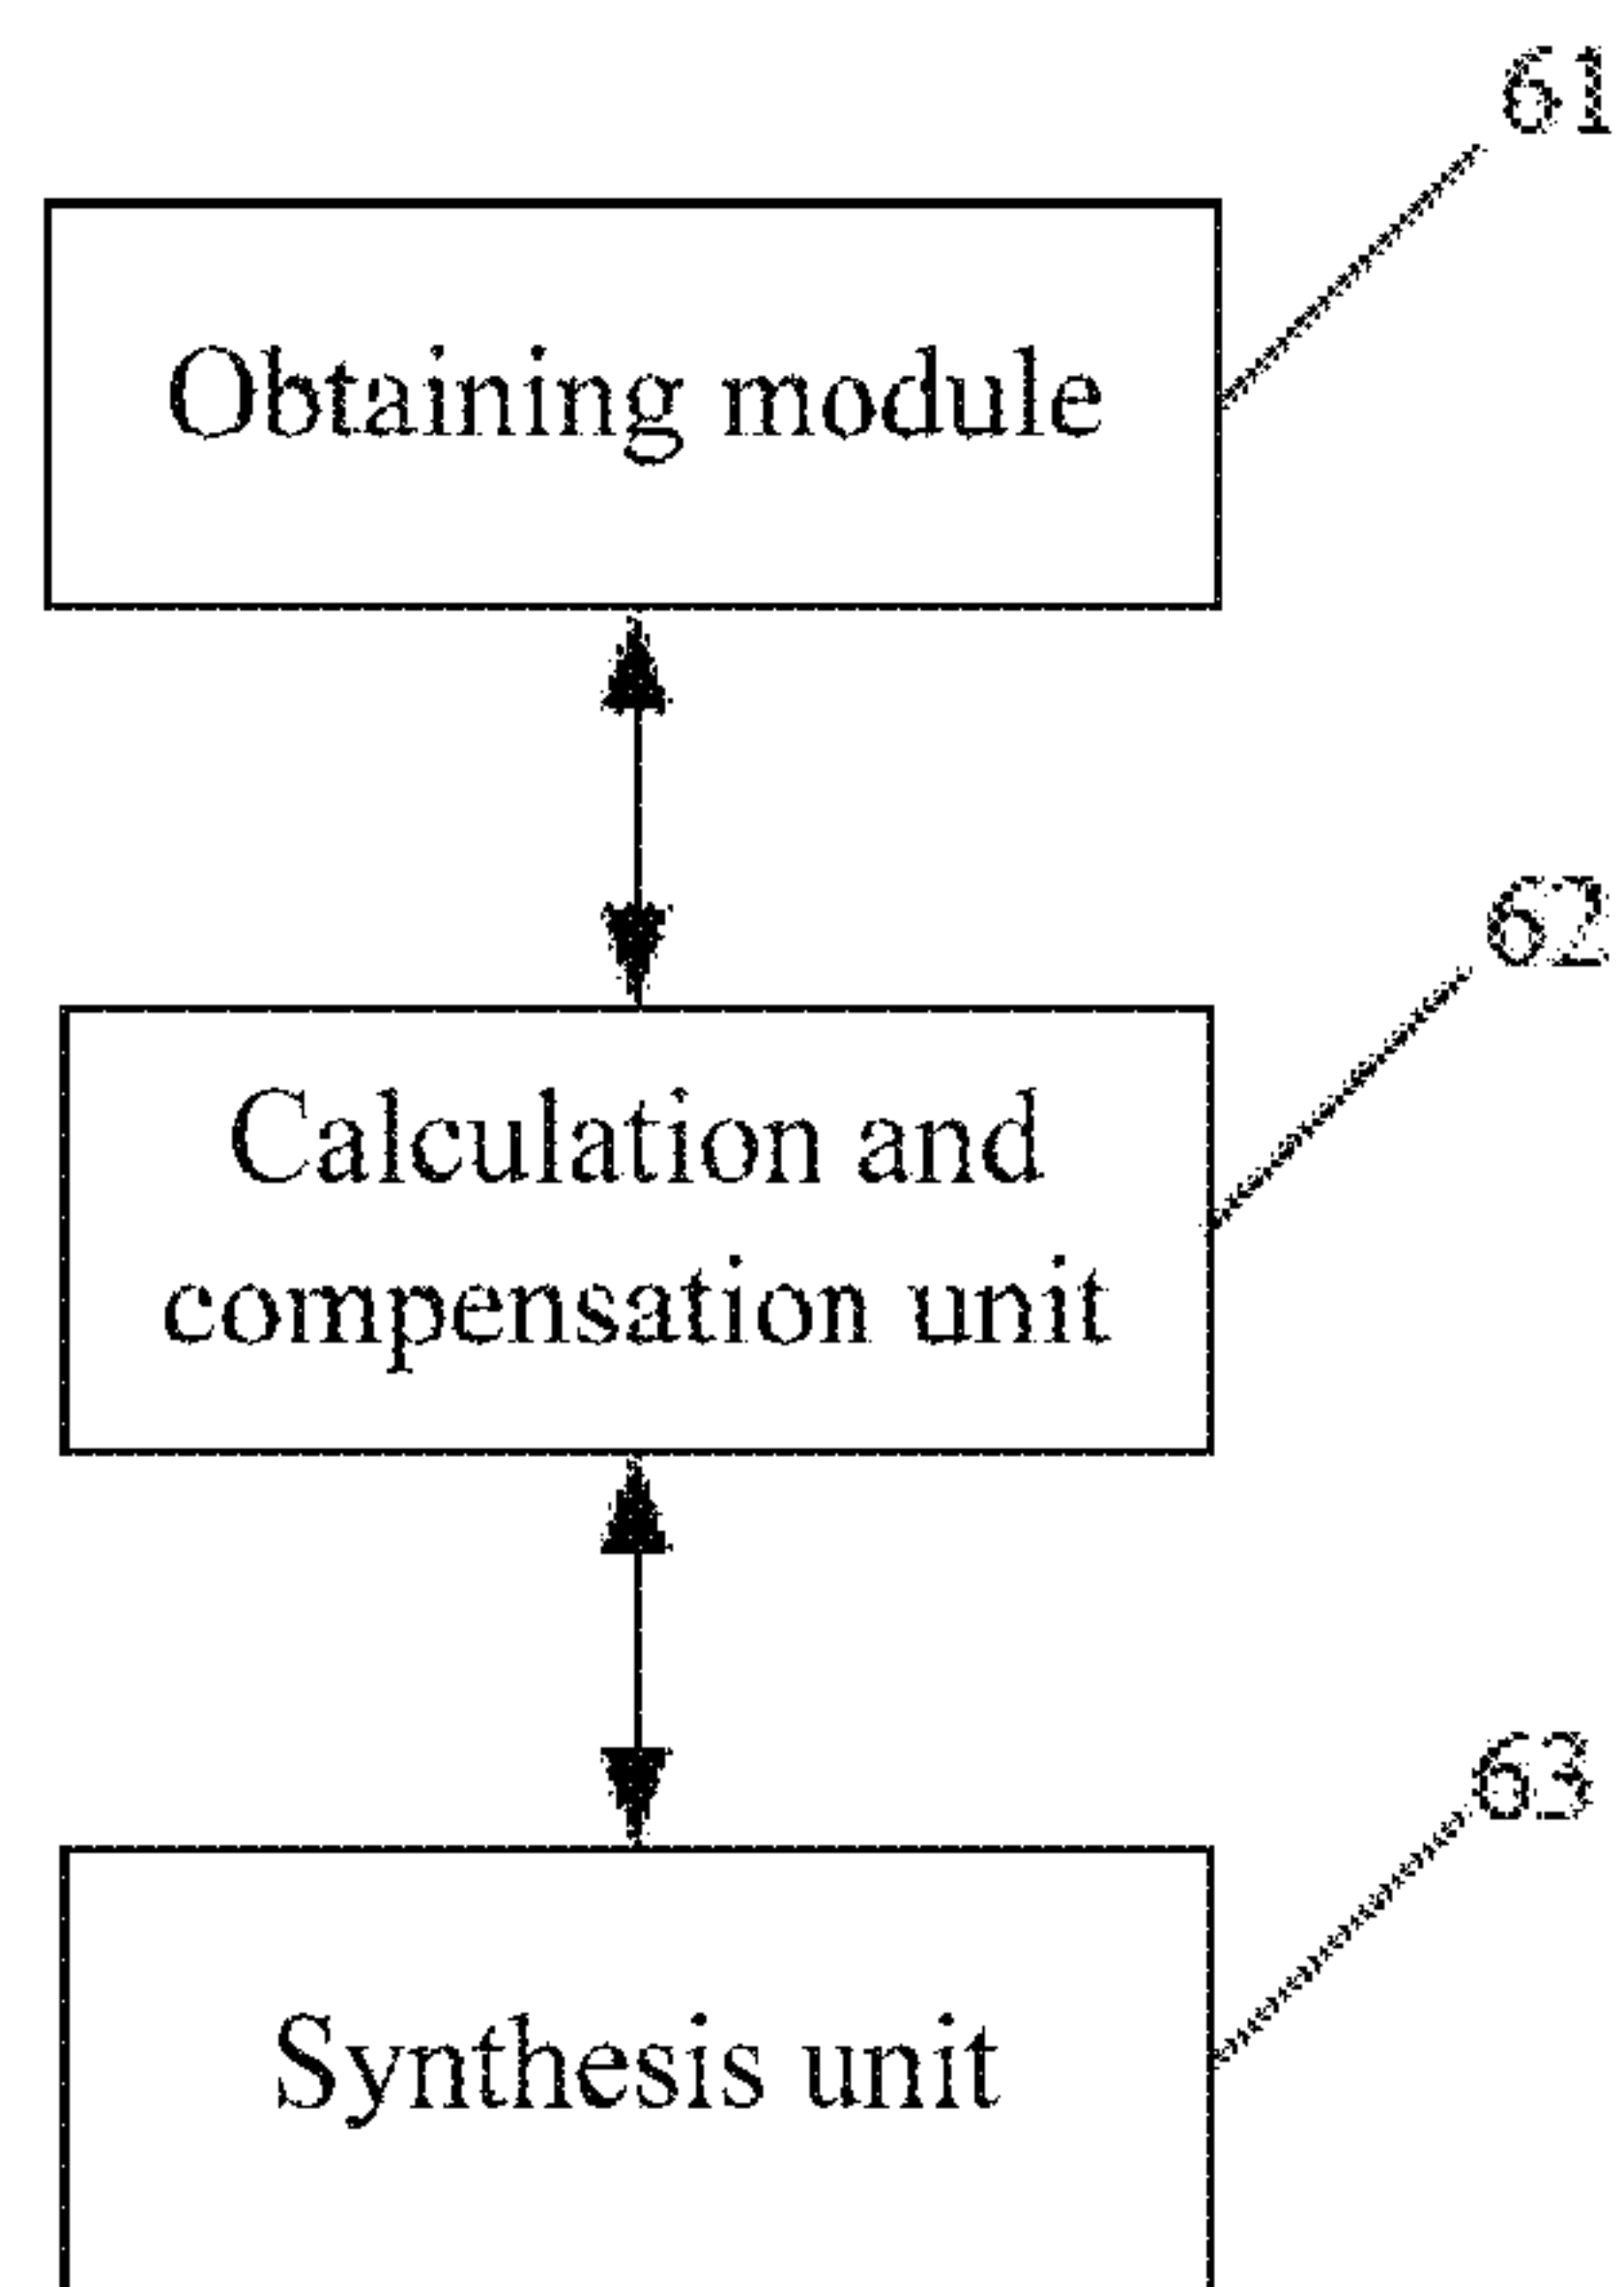 61
Obtaining module
62
Calculation and
compensation unit
63
Synthesis unit